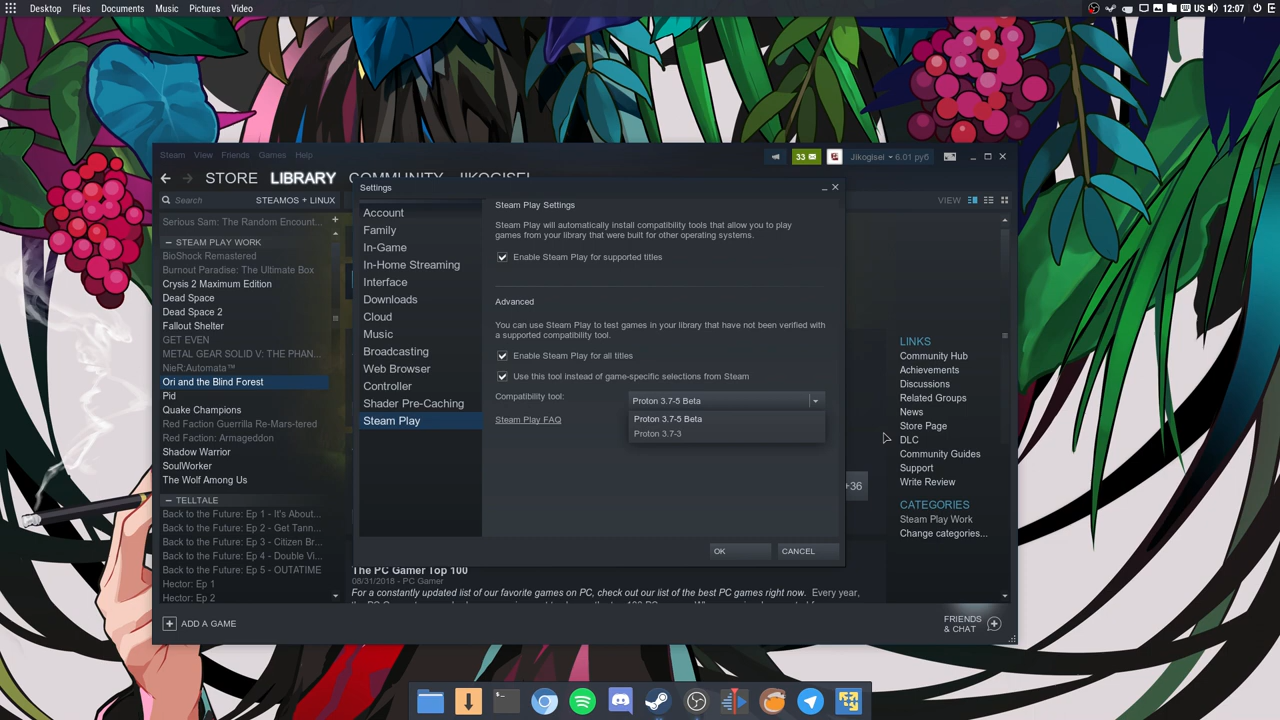 Desktop Files Documents Music Pictures Video
US 12:07
Steam View Friends Games Help
33
Jikogisei 6.01 pуб
STORE LIBRARY COMMUNITY JIKOGISEI
Search STEAMOS + LINUX
VIEW
Serious Sam: The Random Encount...
STEAM PLAY WORK
BioShock Remastered
Burnout Paradise: The Ultimate Box
Crysis 2 Maximum Edition
Dead Space
Dead Space 2
Fallout Shelter
GET EVEN
METAL GEAR SOLID V: THE PHAN...
NieR:Automata™
Ori and the Blind Forest
Pid
Quake Champions
Red Faction Guerrilla Re-Mars-tered
Red Faction: Armageddon
Shadow Warrior
SoulWorker
The Wolf Among Us
TELLTALE
Back to the Future: Ep 1 - It's About...
Back to the Future: Ep 2 - Get Tann...
Back to the Future: Ep 3 - Citizen Br...
Back to the Future: Ep 4 - Double Vi...
Back to the Future: Ep 5 - OUTATIME
Hector: Ep 1
Hector: Ep 2
ADD A GAME
Settings
Account
Family
In-Game
In-Home Streaming
Interface
Downloads
Cloud
Music
Broadcasting
Web Browser
Controller
Shader Pre-Caching
Steam Play
Steam Play Settings
Steam Play will automatically install compatibility tools that allow you to play
games from your library that were built for other operating systems.
Enable Steam Play for supported titles
Advanced
You can use Steam Play to test games in your library that have not been verified with
a supported compatibility tool.
Enable Steam Play for all titles
Use this tool instead of game-specific selections from Steam
Compatibility tool: Proton 3.7-5 Beta
Proton 3.7-5 Beta
Proton 3.7-3
Steam Play FAQ
OK CANCEL
+36
The PC Gamer Top 100
08/31/2018 - PC Gamer
For a constantly updated list of our favorite games on PC, check out our list of the best PC games right now. Every year,
LINKS
Community Hub
Achievements
Discussions
Related Groups
News
Store Page
DLC
Community Guides
Support
Write Review
CATEGORIES
Steam Play Work
Change categories...
FRIENDS
& CHAT